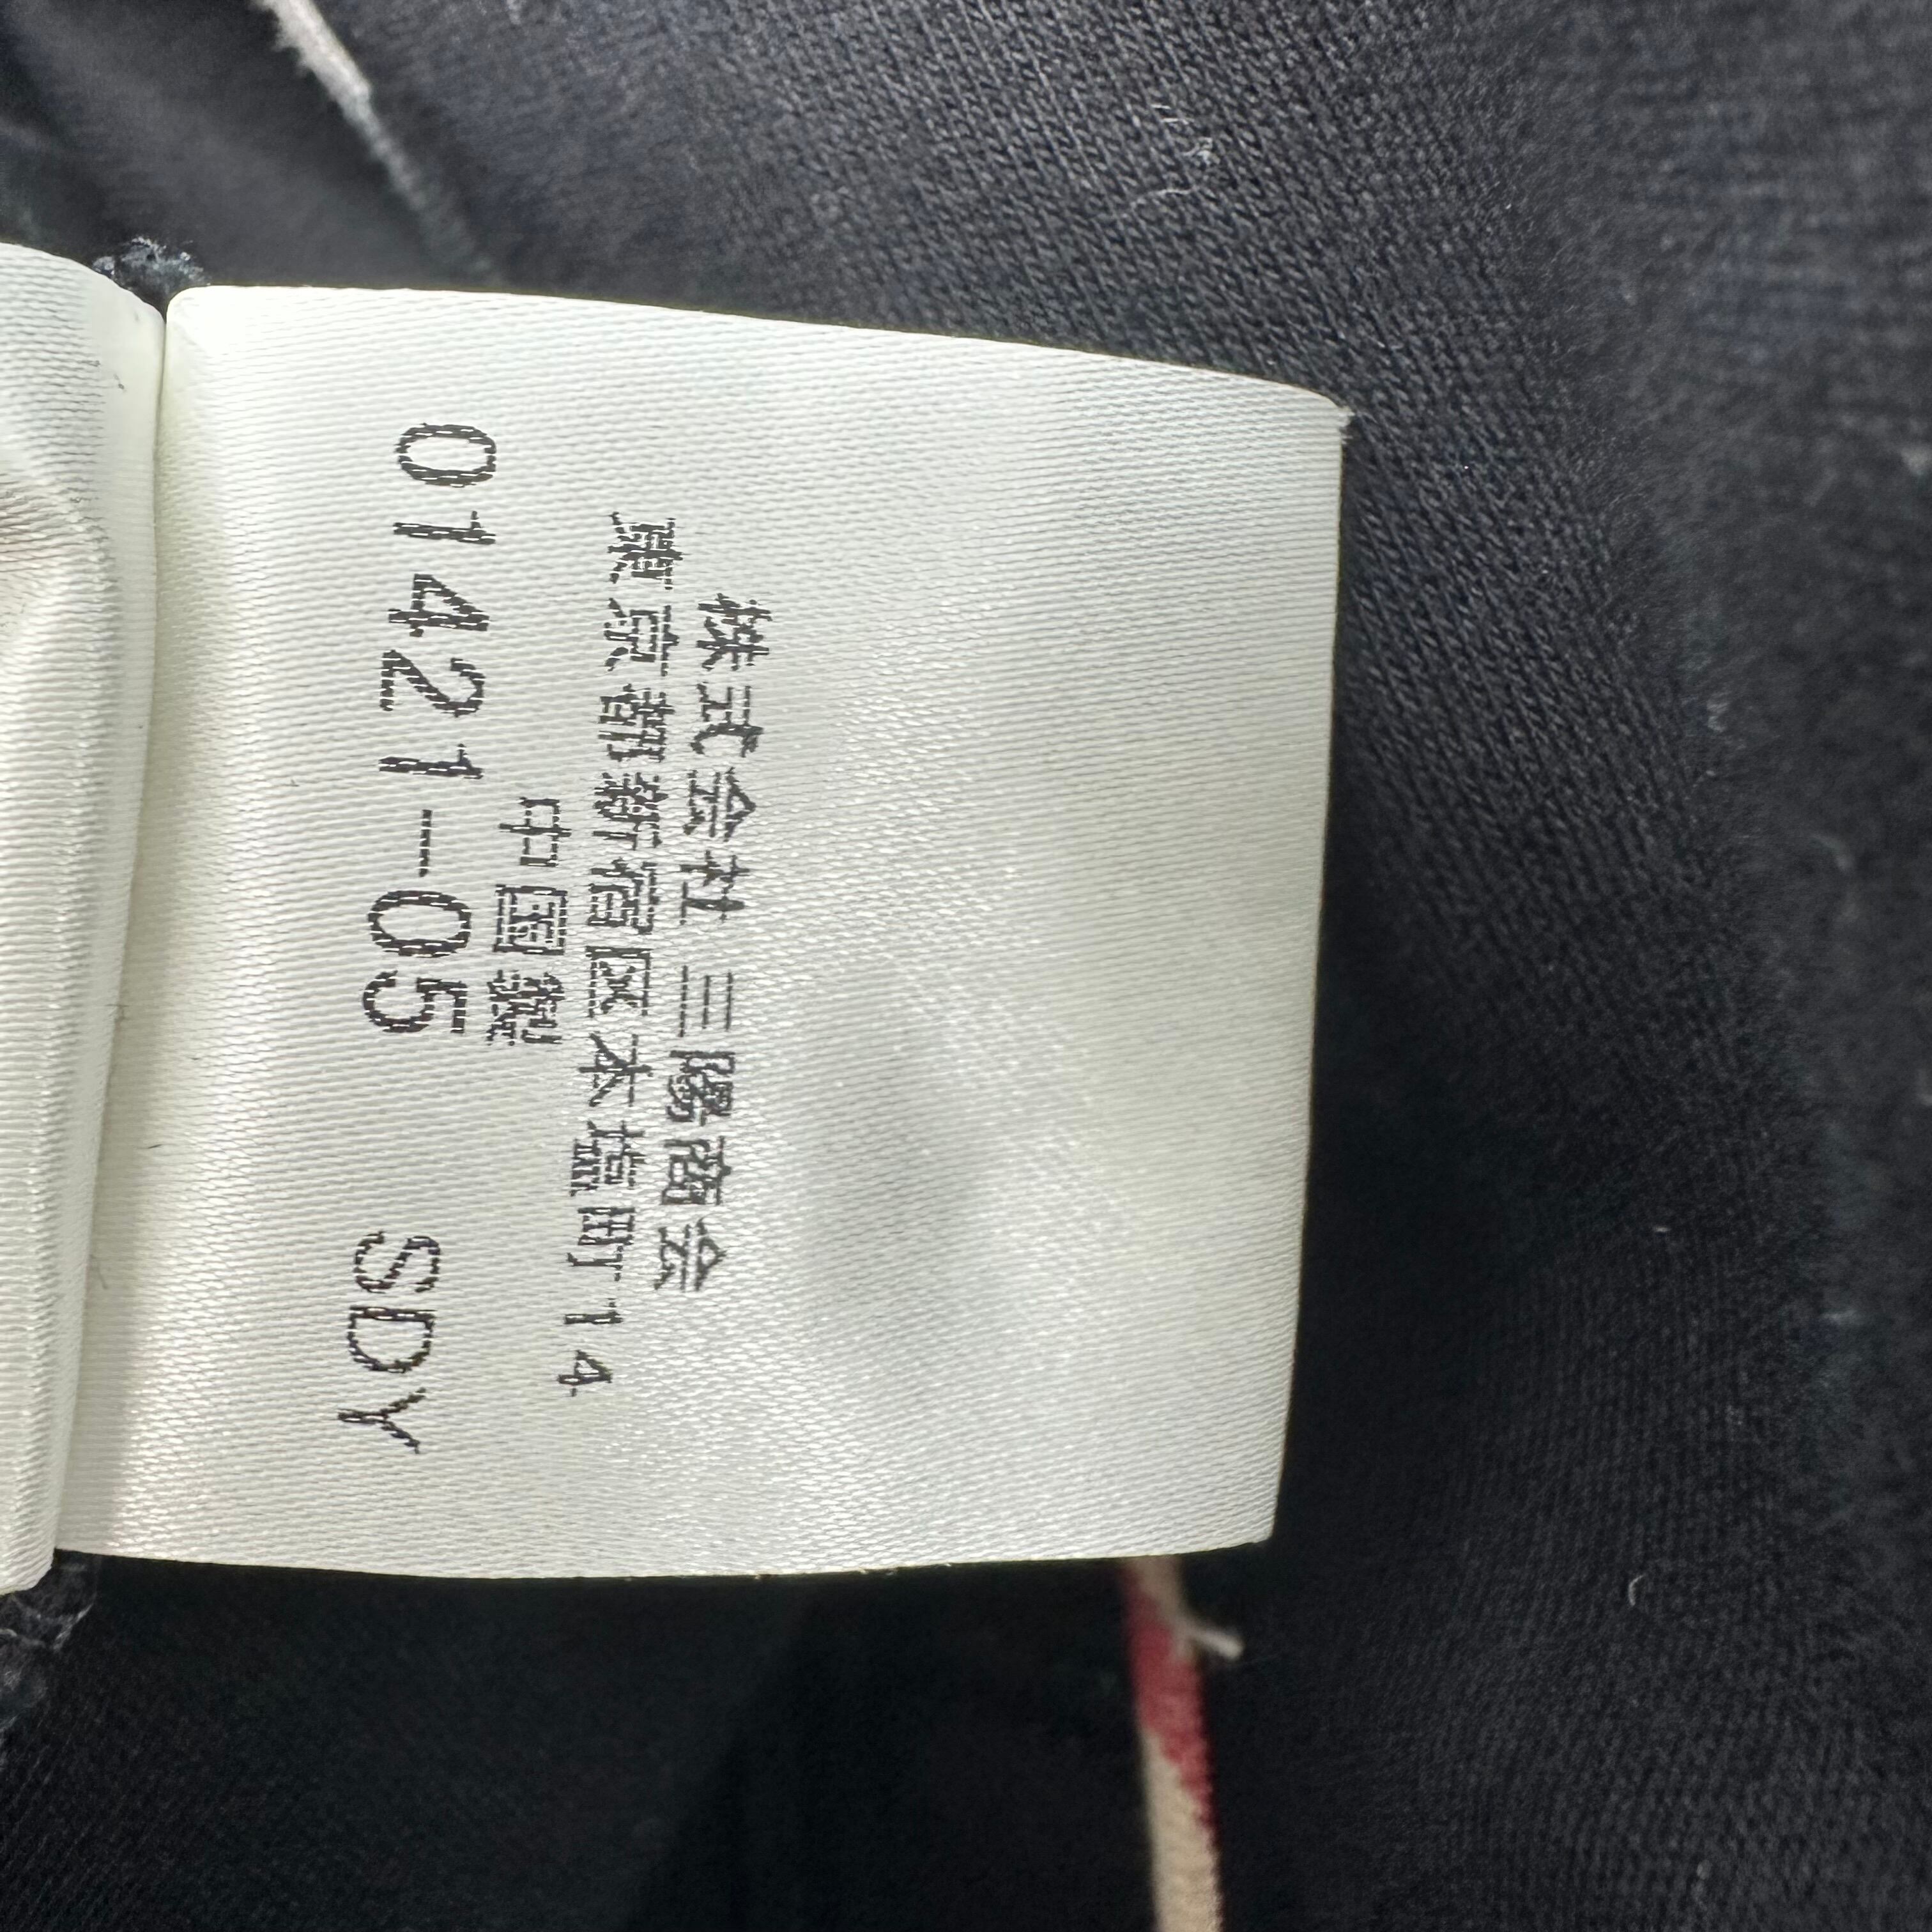 株式会社 三陽商会
東京都新宿区本塩町14
中国製
01421-05 SDY